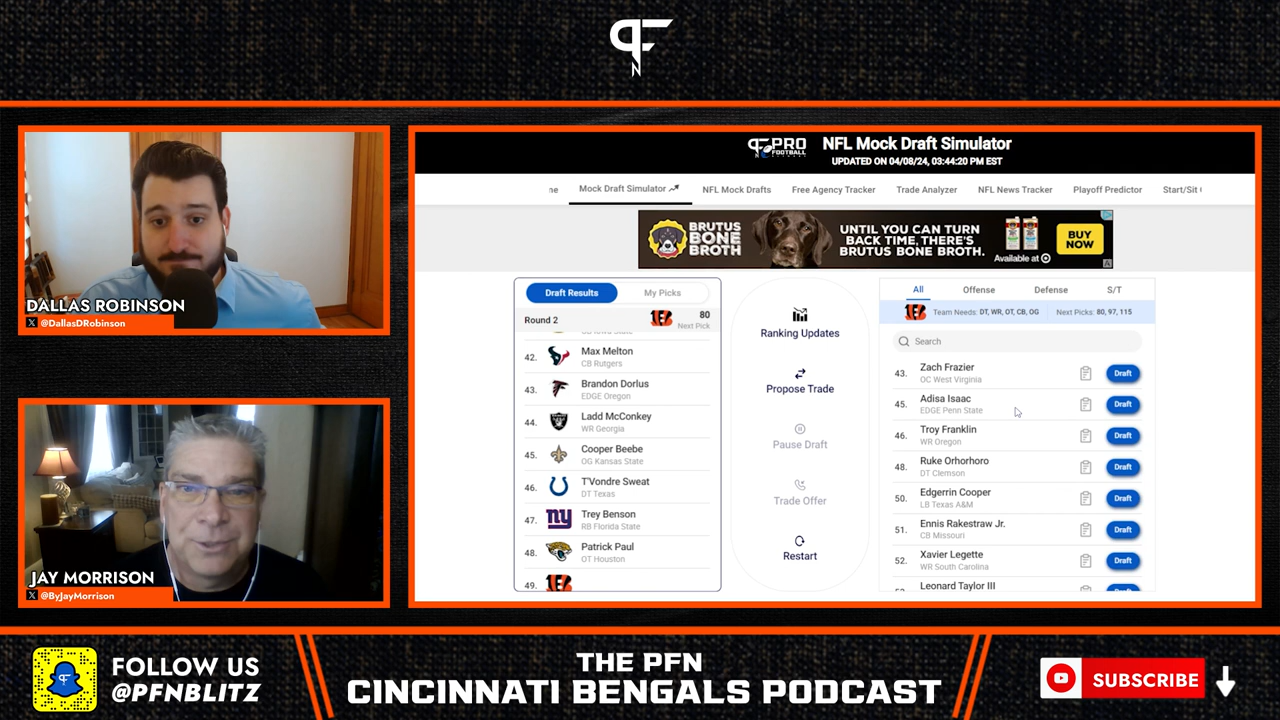 PFN
DALLAS ROBINSON
X @DallasDRobinson
JAY MORRISON
X @ByJayMorrison
PRO
FOOTBALL
NETWORK
NFL Mock Draft Simulator
UPDATED ON 04/08/24, 03:44:20 PM EST
ne
Mock Draft Simulator
NFL Mock Drafts
Free Agency Tracker
Trade Analyzer
NFL News Tracker
Playoff Predictor
Start/Sit
BRUTUS
BONE
BROTH
UNTIL YOU CAN TURN
BACK TIME, THERE'S
BRUTUS BONE BROTH.
Available at
BUY
NOW
Draft Results
My Picks
Round 2
80
Next Pick
42.
Max Melton
CB Rutgers
43.
Brandon Dorlus
EDGE Oregon
44.
Ladd McConkey
WR Georgia
45.
Cooper Beebe
OG Kansas State
46.
T'Vondre Sweat
DT Texas
47.
Trey Benson
RB Florida State
48.
Patrick Paul
OT Houston
49.
Ranking Updates
Propose Trade
Pause Draft
Trade Offer
Restart
All
Offense
Defense
S/T
Team Needs: DT, WR, OT, CB, OG
Next Picks: 80, 97, 115
Search
43.
Zach Frazier
OC West Virginia
Draft
45.
Adisa Isaac
EDGE Penn State
Draft
46.
Troy Franklin
WR Oregon
Draft
48.
Ruke Orhorhoro
DT Clemson
Draft
50.
Edgerrin Cooper
LB Texas A&M
Draft
51.
Ennis Rakestraw Jr.
CB Missouri
Draft
52.
Xavier Legette
WR South Carolina
Draft
Leonard Taylor III
FOLLOW US
@PFNBLITZ
THE PFN
CINCINNATI BENGALS PODCAST
SUBSCRIBE